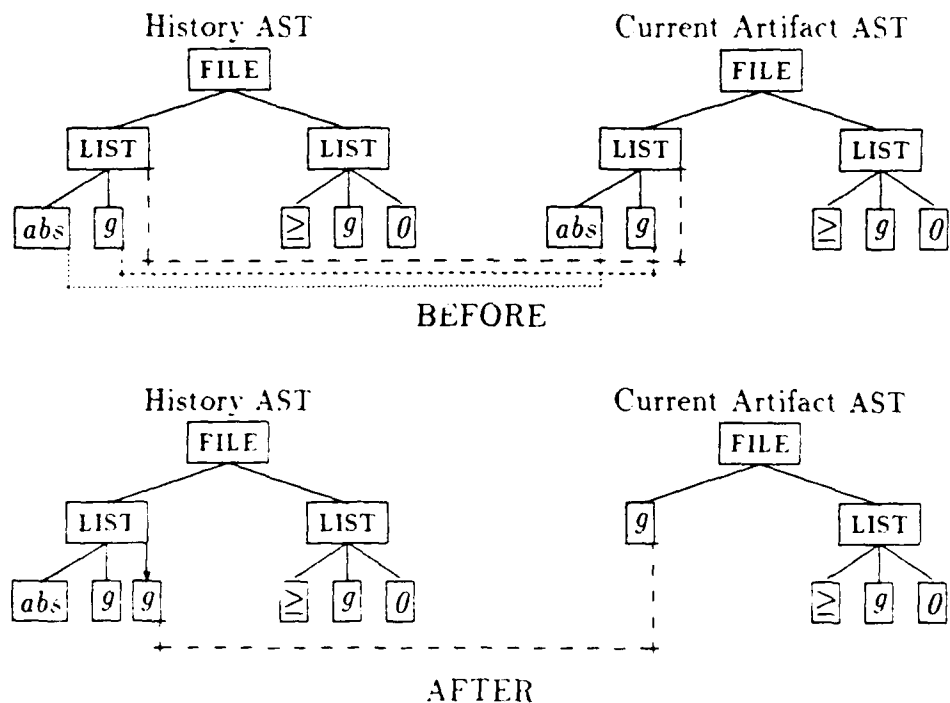 History AST Current Artifact AST
FILE FILE
LIST LIST LIST LIST
abs g ≥ g 0 abs g ≥ g 0
BEFORE
History AST Current Artifact AST
FILE FILE
LIST LIST g LIST
abs g g ≥ g 0 ≥ g 0
AFTER